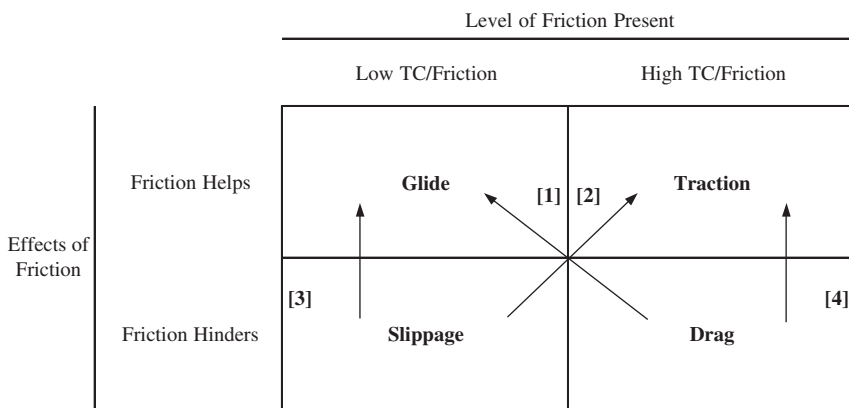 Level of Friction Present
Low TC/Friction
High TC/Friction
Friction Helps
Glide
[1]
[2]
Traction
Effects of
Friction
[3]
[4]
Friction Hinders
Slippage
Drag